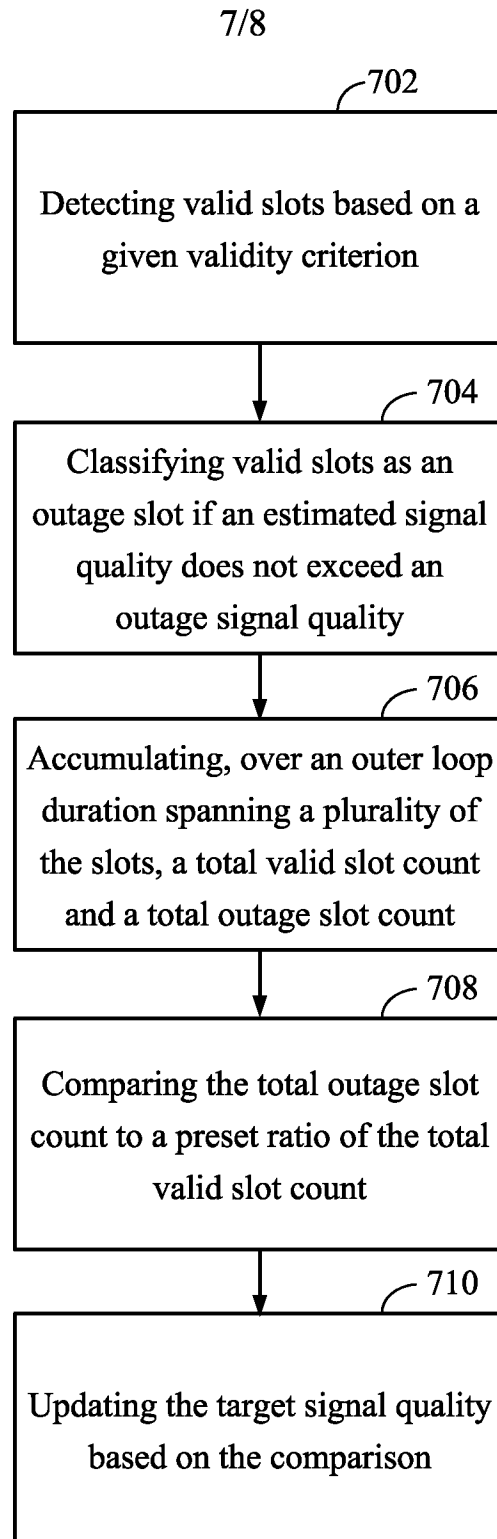 7/8
702
Detecting valid slots based on a
given validity criterion
704
Classifying valid slots as an
outage slot if an estimated signal
quality does not exceed an
outage signal quality
706
Accumulating, over an outer loop
duration spanning a plurality of
the slots, a total valid slot count
and a total outage slot count
708
Comparing the total outage slot
count to a preset ratio of the total
valid slot count
710
Updating the target signal quality
based on the comparison